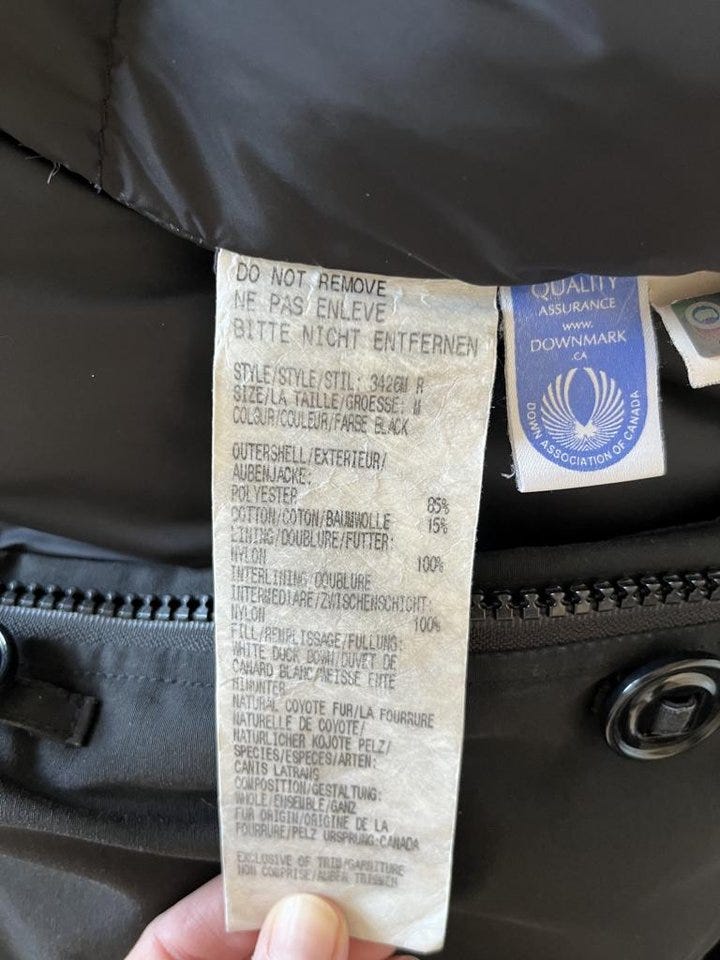 DO NOT REMOVE
NE PAS ENLEVE
BITTE NICHT ENTFERNEN
STYLE/STYLE/STIL: 3426M R
SIZE/LA TAILLE/GROESSE: M
COLOUR/COULEUR/FARBE BLACK
OUTERSHELL/EXTERIEUR/
AUBENJACKE:
POLYESTER 85%
COTTON/COTON/BAUMWOLLE 15%
LINING/DOUBLURE/FUTTER:
NYLON 100%
INTERLINING/DOUBLURE
INTERMEDIARE/ZWISCHENSCHICHT:
NYLON 100%
FILL/REMPLISSAGE/FULLUNG:
WHITE DUCK DOWN/DUVET DE
CANARD BLANC/WEISSE ENTE
NATURAL COYOTE FUR/LA FOURRURE
NATURELLE DE COYOTE/
NATURLICHER KOJOTE PELZ/
SPECIES/ESPECES/ARTEN:
CANIS LATRANS
COMPOSITION/GESTALTUNG:
WHOLE/ENSEMBLE/GANZ
FUR ORIGIN/ORIGINE DE LA
FOURRURE/PELZ URSPRUNG:CANADA
EXCLUSIVE OF TRIM/GARNITURE
NON COMPRISE/AUBER TRIMMEN
QUALITY
ASSURANCE
www.
DOWNMARK
.CA
DOWN ASSOCIATION OF CANADA